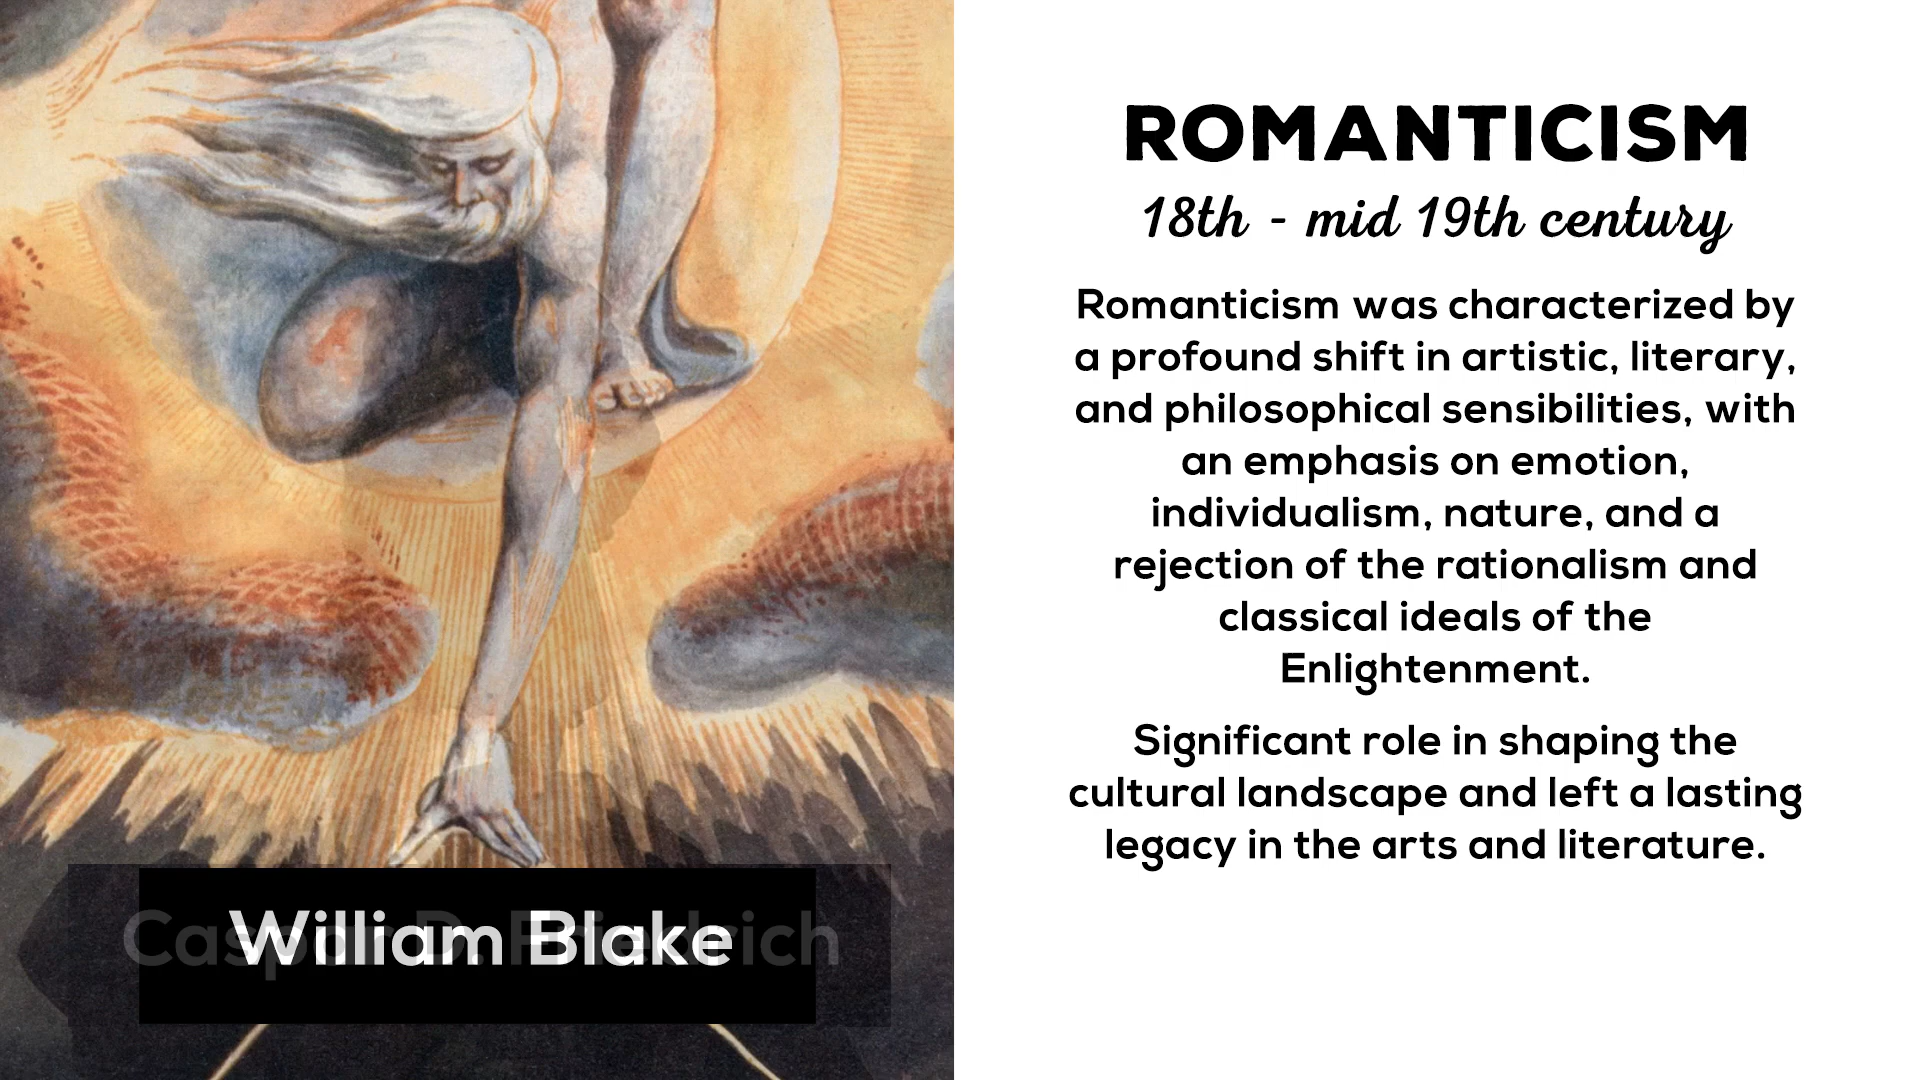 ROMANTICISM
18th - mid 19th century
Romanticism was characterized by
a profound shift in artistic, literary,
and philosophical sensibilities, with
an emphasis on emotion,
individualism, nature, and a
rejection of the rationalism and
classical ideals of the
Enlightenment.
Significant role in shaping the
cultural landscape and left a lasting
legacy in the arts and literature.
William Blake
Caspar D. Friedrich